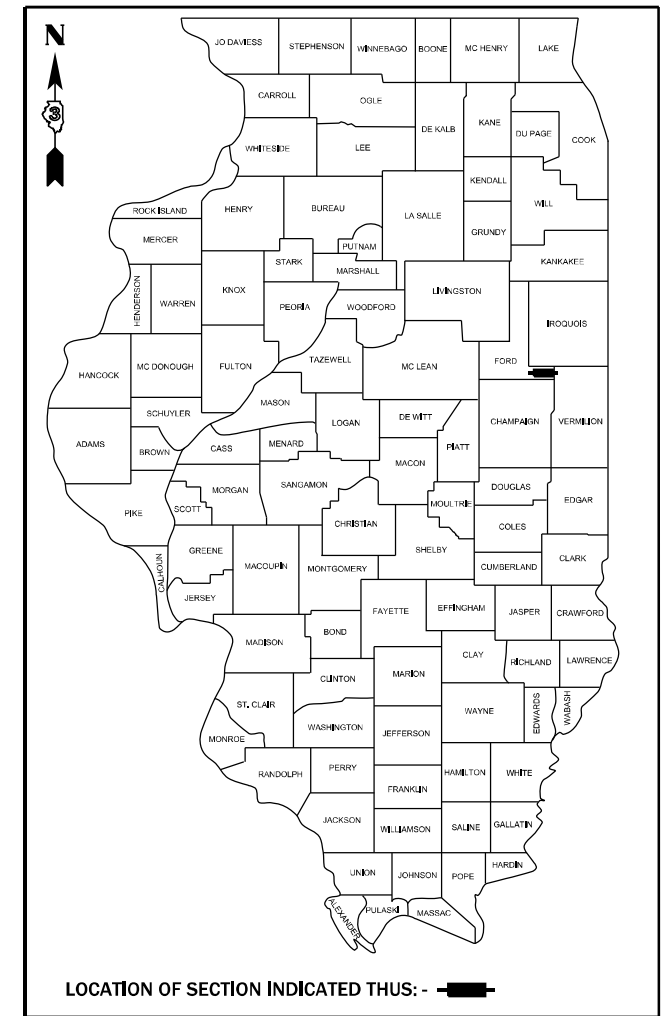 N
3
JO DAVIESS
STEPHENSON
WINNEBAGO
BOONE
MC HENRY
LAKE
CARROLL
OGLE
DE KALB
KANE
DU PAGE
COOK
WHITESIDE
LEE
KENDALL
WILL
ROCK ISLAND
HENRY
BUREAU
LA SALLE
GRUNDY
MERCER
PUTNAM
KANKAKEE
STARK
MARSHALL
HENDERSON
WARREN
KNOX
PEORIA
WOODFORD
LIVINGSTON
IROQUOIS
HANCOCK
MC DONOUGH
FULTON
TAZEWELL
MC LEAN
FORD
MASON
SCHUYLER
LOGAN
DE WITT
CHAMPAIGN
VERMILION
ADAMS
BROWN
CASS
MENARD
PIATT
MACON
MORGAN
SANGAMON
DOUGLAS
EDGAR
PIKE
SCOTT
CHRISTIAN
MOULTRIE
COLES
GREENE
MACOUPIN
SHELBY
CLARK
CALHOUN
MONTGOMERY
CUMBERLAND
JERSEY
FAYETTE
EFFINGHAM
JASPER
CRAWFORD
BOND
MADISON
CLAY
RICHLAND
LAWRENCE
CLINTON
MARION
ST. CLAIR
WAYNE
EDWARDS
WABASH
WASHINGTON
JEFFERSON
MONROE
PERRY
HAMILTON
WHITE
RANDOLPH
FRANKLIN
JACKSON
WILLIAMSON
SALINE
GALLATIN
HARDIN
UNION
JOHNSON
POPE
ALEXANDER
PULASKI
MASSAC
LOCATION OF SECTION INDICATED THUS: -